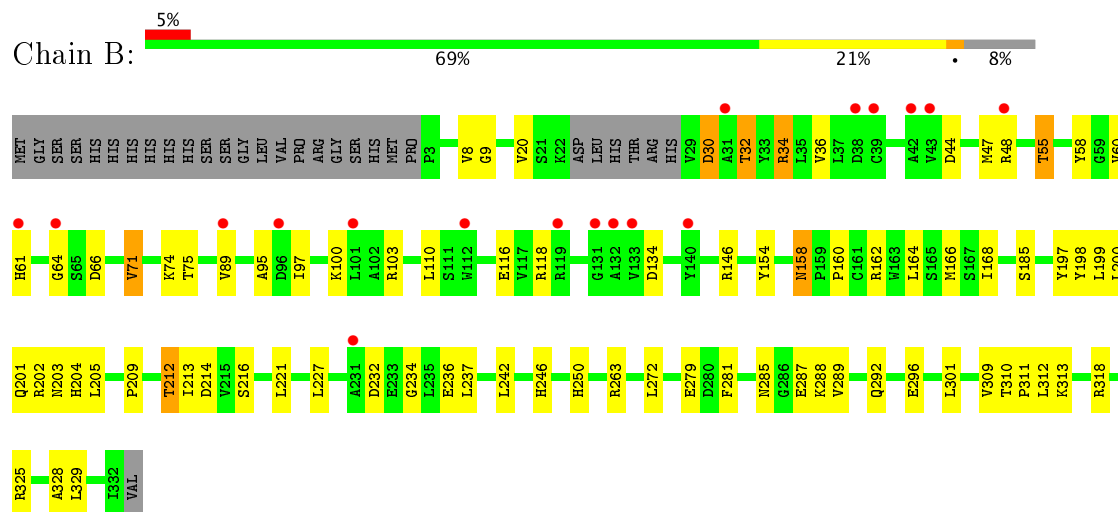 5%
Chain B:
69% 21% • 8%
MET GLY SER SER HIS HIS HIS HIS HIS HIS SER SER GLY LEU VAL PRO ARG GLY SER HIS MET PRO P3 V8 G9 V20 S21 K22 ASP LEU HIS THR ARG HIS V29 D30 A31 T32 Y33 R34 L35 V36 L37 D38 C39 A42 V43 D44 M47 R48 T55 Y58 G59 V60
H61 G64 S65 D66 V71 K74 T75 V89 A95 D96 I97 K100 L101 A102 R103 L110 S111 W112 E116 V117 R118 R119 G131 A132 V133 D134 Y140 R146 Y154 N158 P159 P160 C161 R162 W163 L164 S165 M166 S167 I168 S185 Y197 Y198 L199 L200
Q201 R202 N203 H204 L205 P209 T212 I213 D214 V215 S216 L221 L227 A231 D232 E233 G234 L235 E236 L237 L242 H246 H250 R263 L272 E279 D280 F281 N285 G286 E287 K288 V289 Q292 E296 L301 V309 T310 P311 L312 K313 R318
R325 A328 L329 I332 VAL